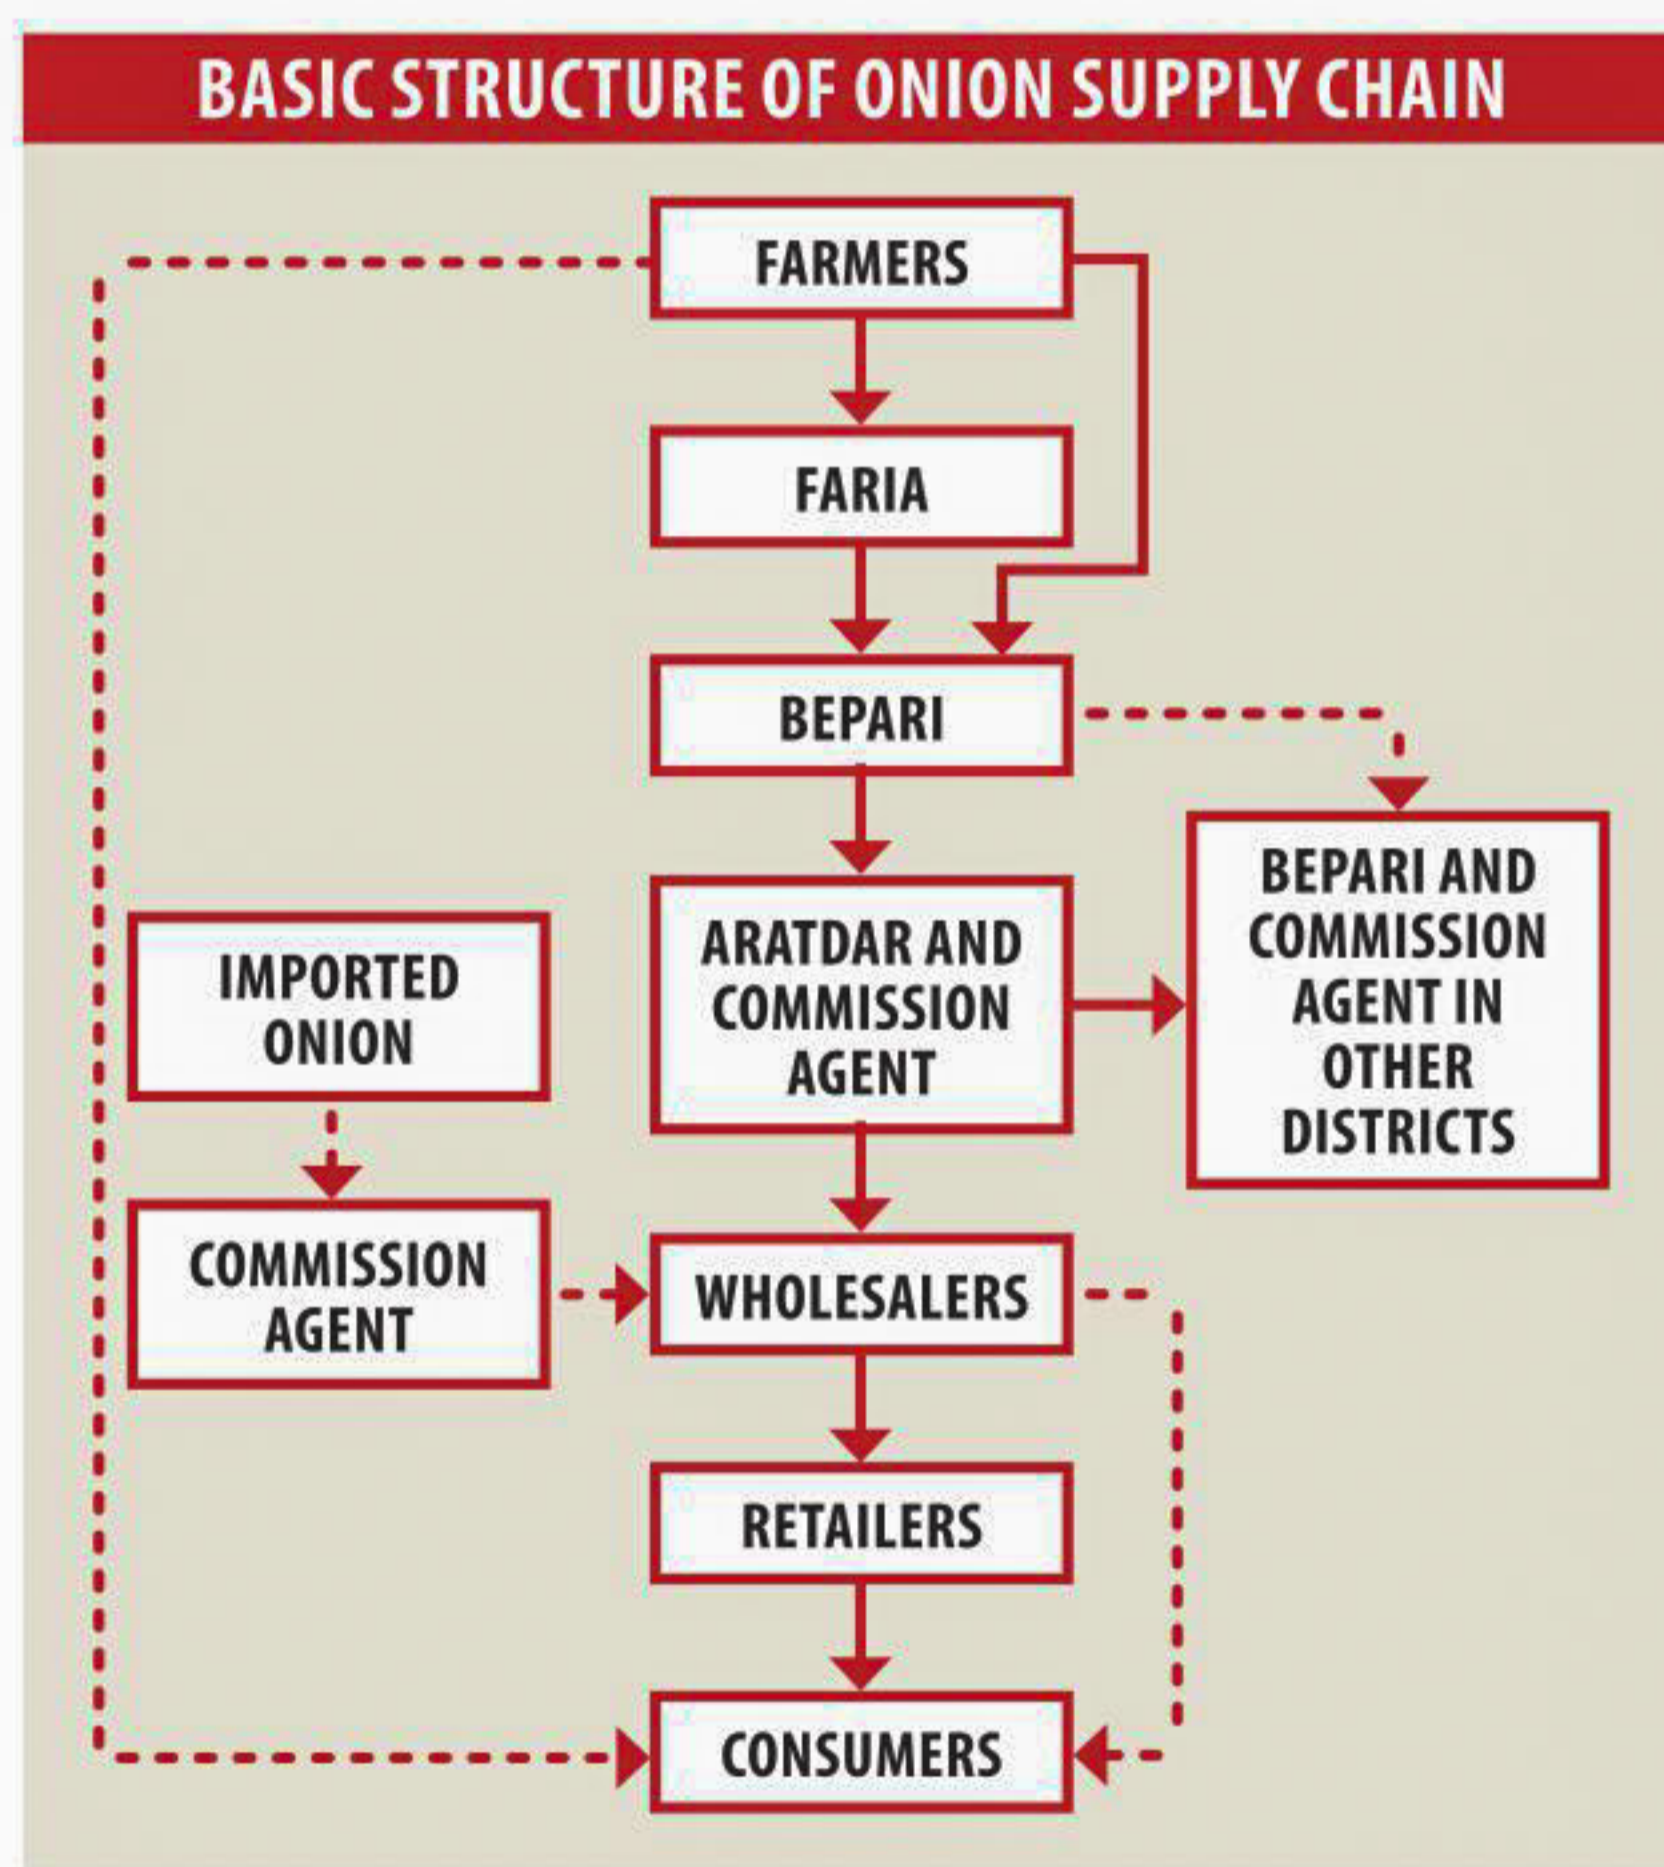 BASIC STRUCTURE OF ONION SUPPLY CHAIN
FARMERS
FARIA
BEPARI
ARATDAR AND
COMMISSION
AGENT
BEPARI AND
COMMISSION
AGENT IN
OTHER
DISTRICTS
IMPORTED
ONION
COMMISSION
AGENT
WHOLESALERS
RETAILERS
CONSUMERS